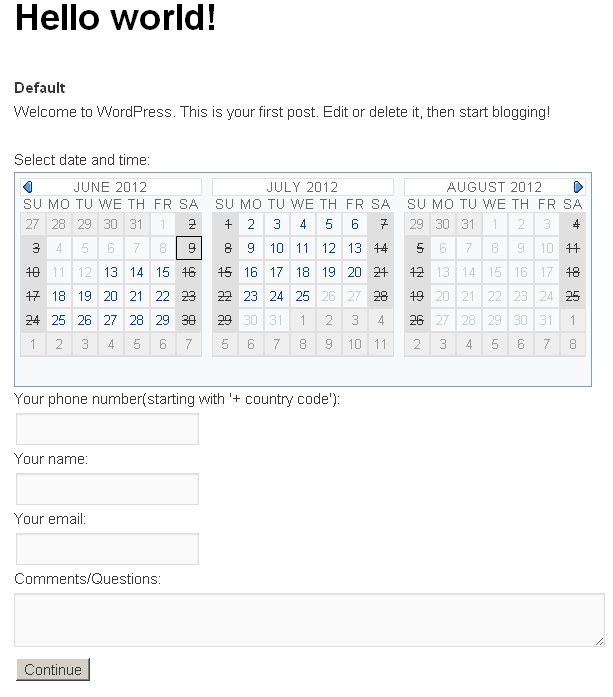 Hello world!
Default
Welcome to WordPress. This is your first post. Edit or delete it, then start blogging!
Select date and time:
JUNE 2012 JULY 2012 AUGUST 2012
SU MO TU WE TH FR SA SU MO TU WE TH FR SA SU MO TU WE TH FR SA
27 28 29 30 31 1 2 1 2 3 4 5 6 7 29 30 31 1 2 3 4
3 4 5 6 7 8 9 8 9 10 11 12 13 14 5 6 7 8 9 10 11
10 11 12 13 14 15 16 15 16 17 18 19 20 21 12 13 14 15 16 17 18
17 18 19 20 21 22 23 22 23 24 25 26 27 28 19 20 21 22 23 24 25
24 25 26 27 28 29 30 29 30 31 1 2 3 4 26 27 28 29 30 31 1
1 2 3 4 5 6 7 5 6 7 8 9 10 11 2 3 4 5 6 7 8
Your phone number(starting with '+ country code'):
Your name:
Your email:
Comments/Questions:
Continue